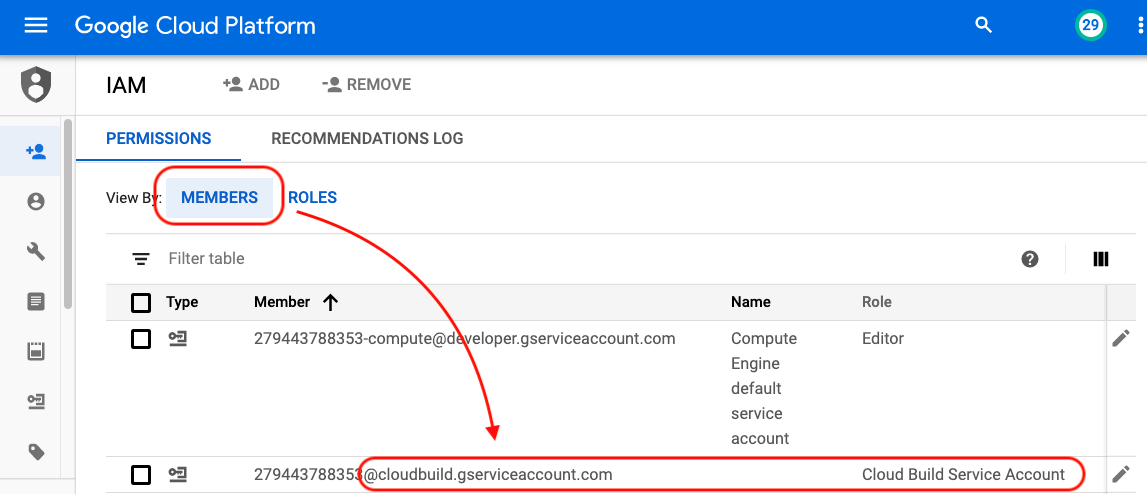 Google Cloud Platform
29
IAM
ADD
REMOVE
PERMISSIONS
RECOMMENDATIONS LOG
View By:
MEMBERS
ROLES
Filter table
Type
Member
Name
Role
279443788353-compute@developer.gserviceaccount.com
Compute
Engine
default
service
account
Editor
279443788353@cloudbuild.gserviceaccount.com
Cloud Build Service Account